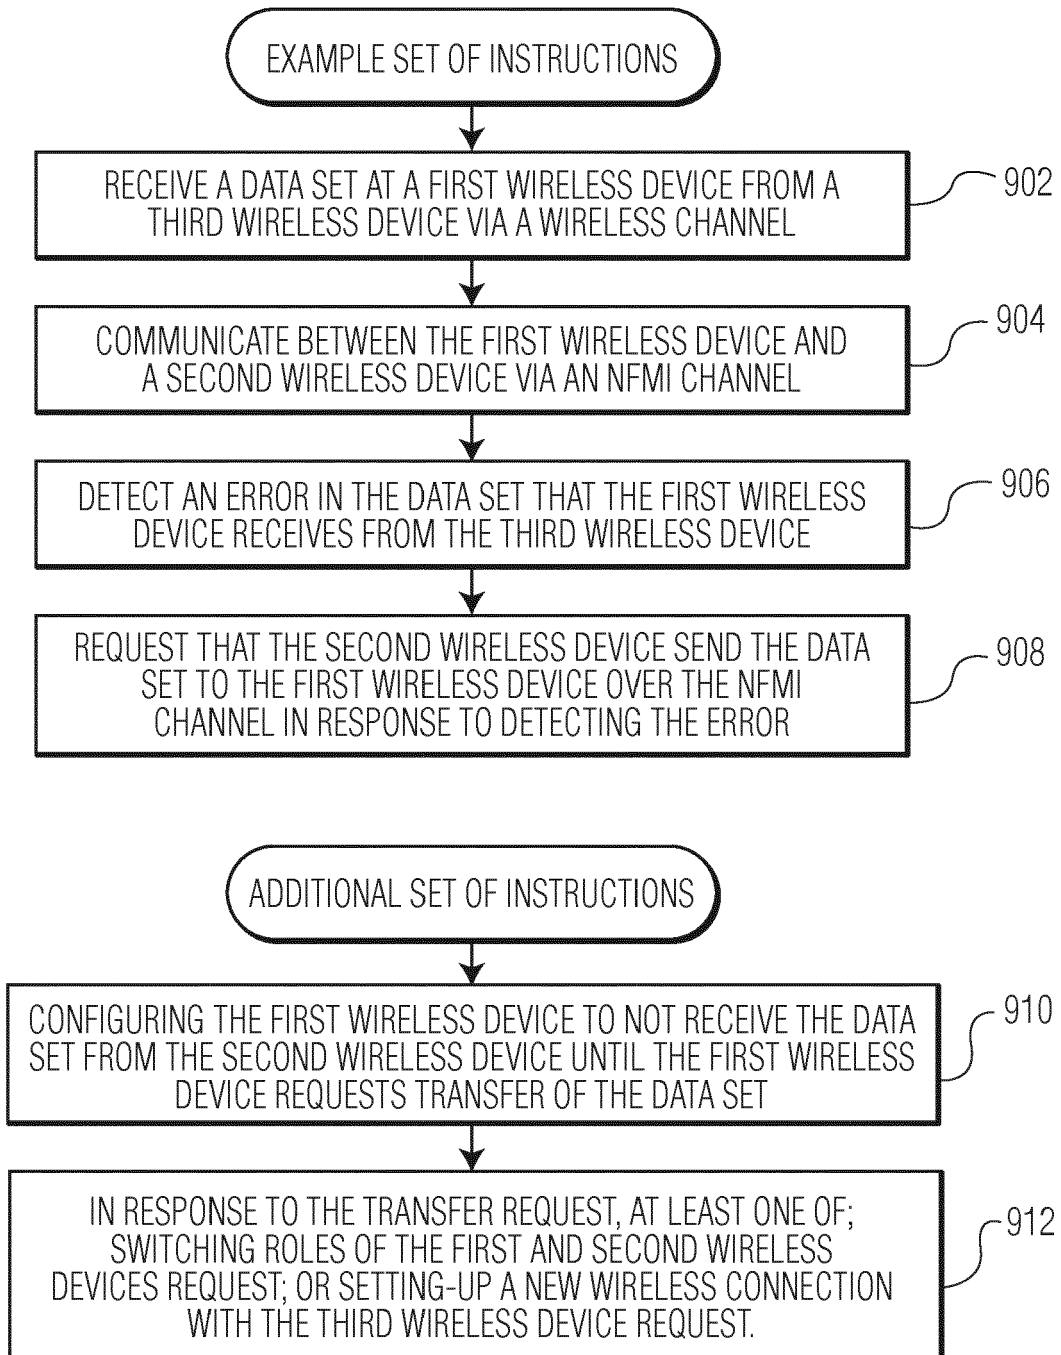 EXAMPLE SET OF INSTRUCTIONS
RECEIVE A DATA SET AT A FIRST WIRELESS DEVICE FROM A
THIRD WIRELESS DEVICE VIA A WIRELESS CHANNEL
902
COMMUNICATE BETWEEN THE FIRST WIRELESS DEVICE AND
A SECOND WIRELESS DEVICE VIA AN NFMI CHANNEL
904
DETECT AN ERROR IN THE DATA SET THAT THE FIRST WIRELESS
DEVICE RECEIVES FROM THE THIRD WIRELESS DEVICE
906
REQUEST THAT THE SECOND WIRELESS DEVICE SEND THE DATA
SET TO THE FIRST WIRELESS DEVICE OVER THE NFMI
CHANNEL IN RESPONSE TO DETECTING THE ERROR
908
ADDITIONAL SET OF INSTRUCTIONS
CONFIGURING THE FIRST WIRELESS DEVICE TO NOT RECEIVE THE DATA
SET FROM THE SECOND WIRELESS DEVICE UNTIL THE FIRST WIRELESS
DEVICE REQUESTS TRANSFER OF THE DATA SET
910
IN RESPONSE TO THE TRANSFER REQUEST, AT LEAST ONE OF;
SWITCHING ROLES OF THE FIRST AND SECOND WIRELESS
DEVICES REQUEST; OR SETTING-UP A NEW WIRELESS CONNECTION
WITH THE THIRD WIRELESS DEVICE REQUEST.
912